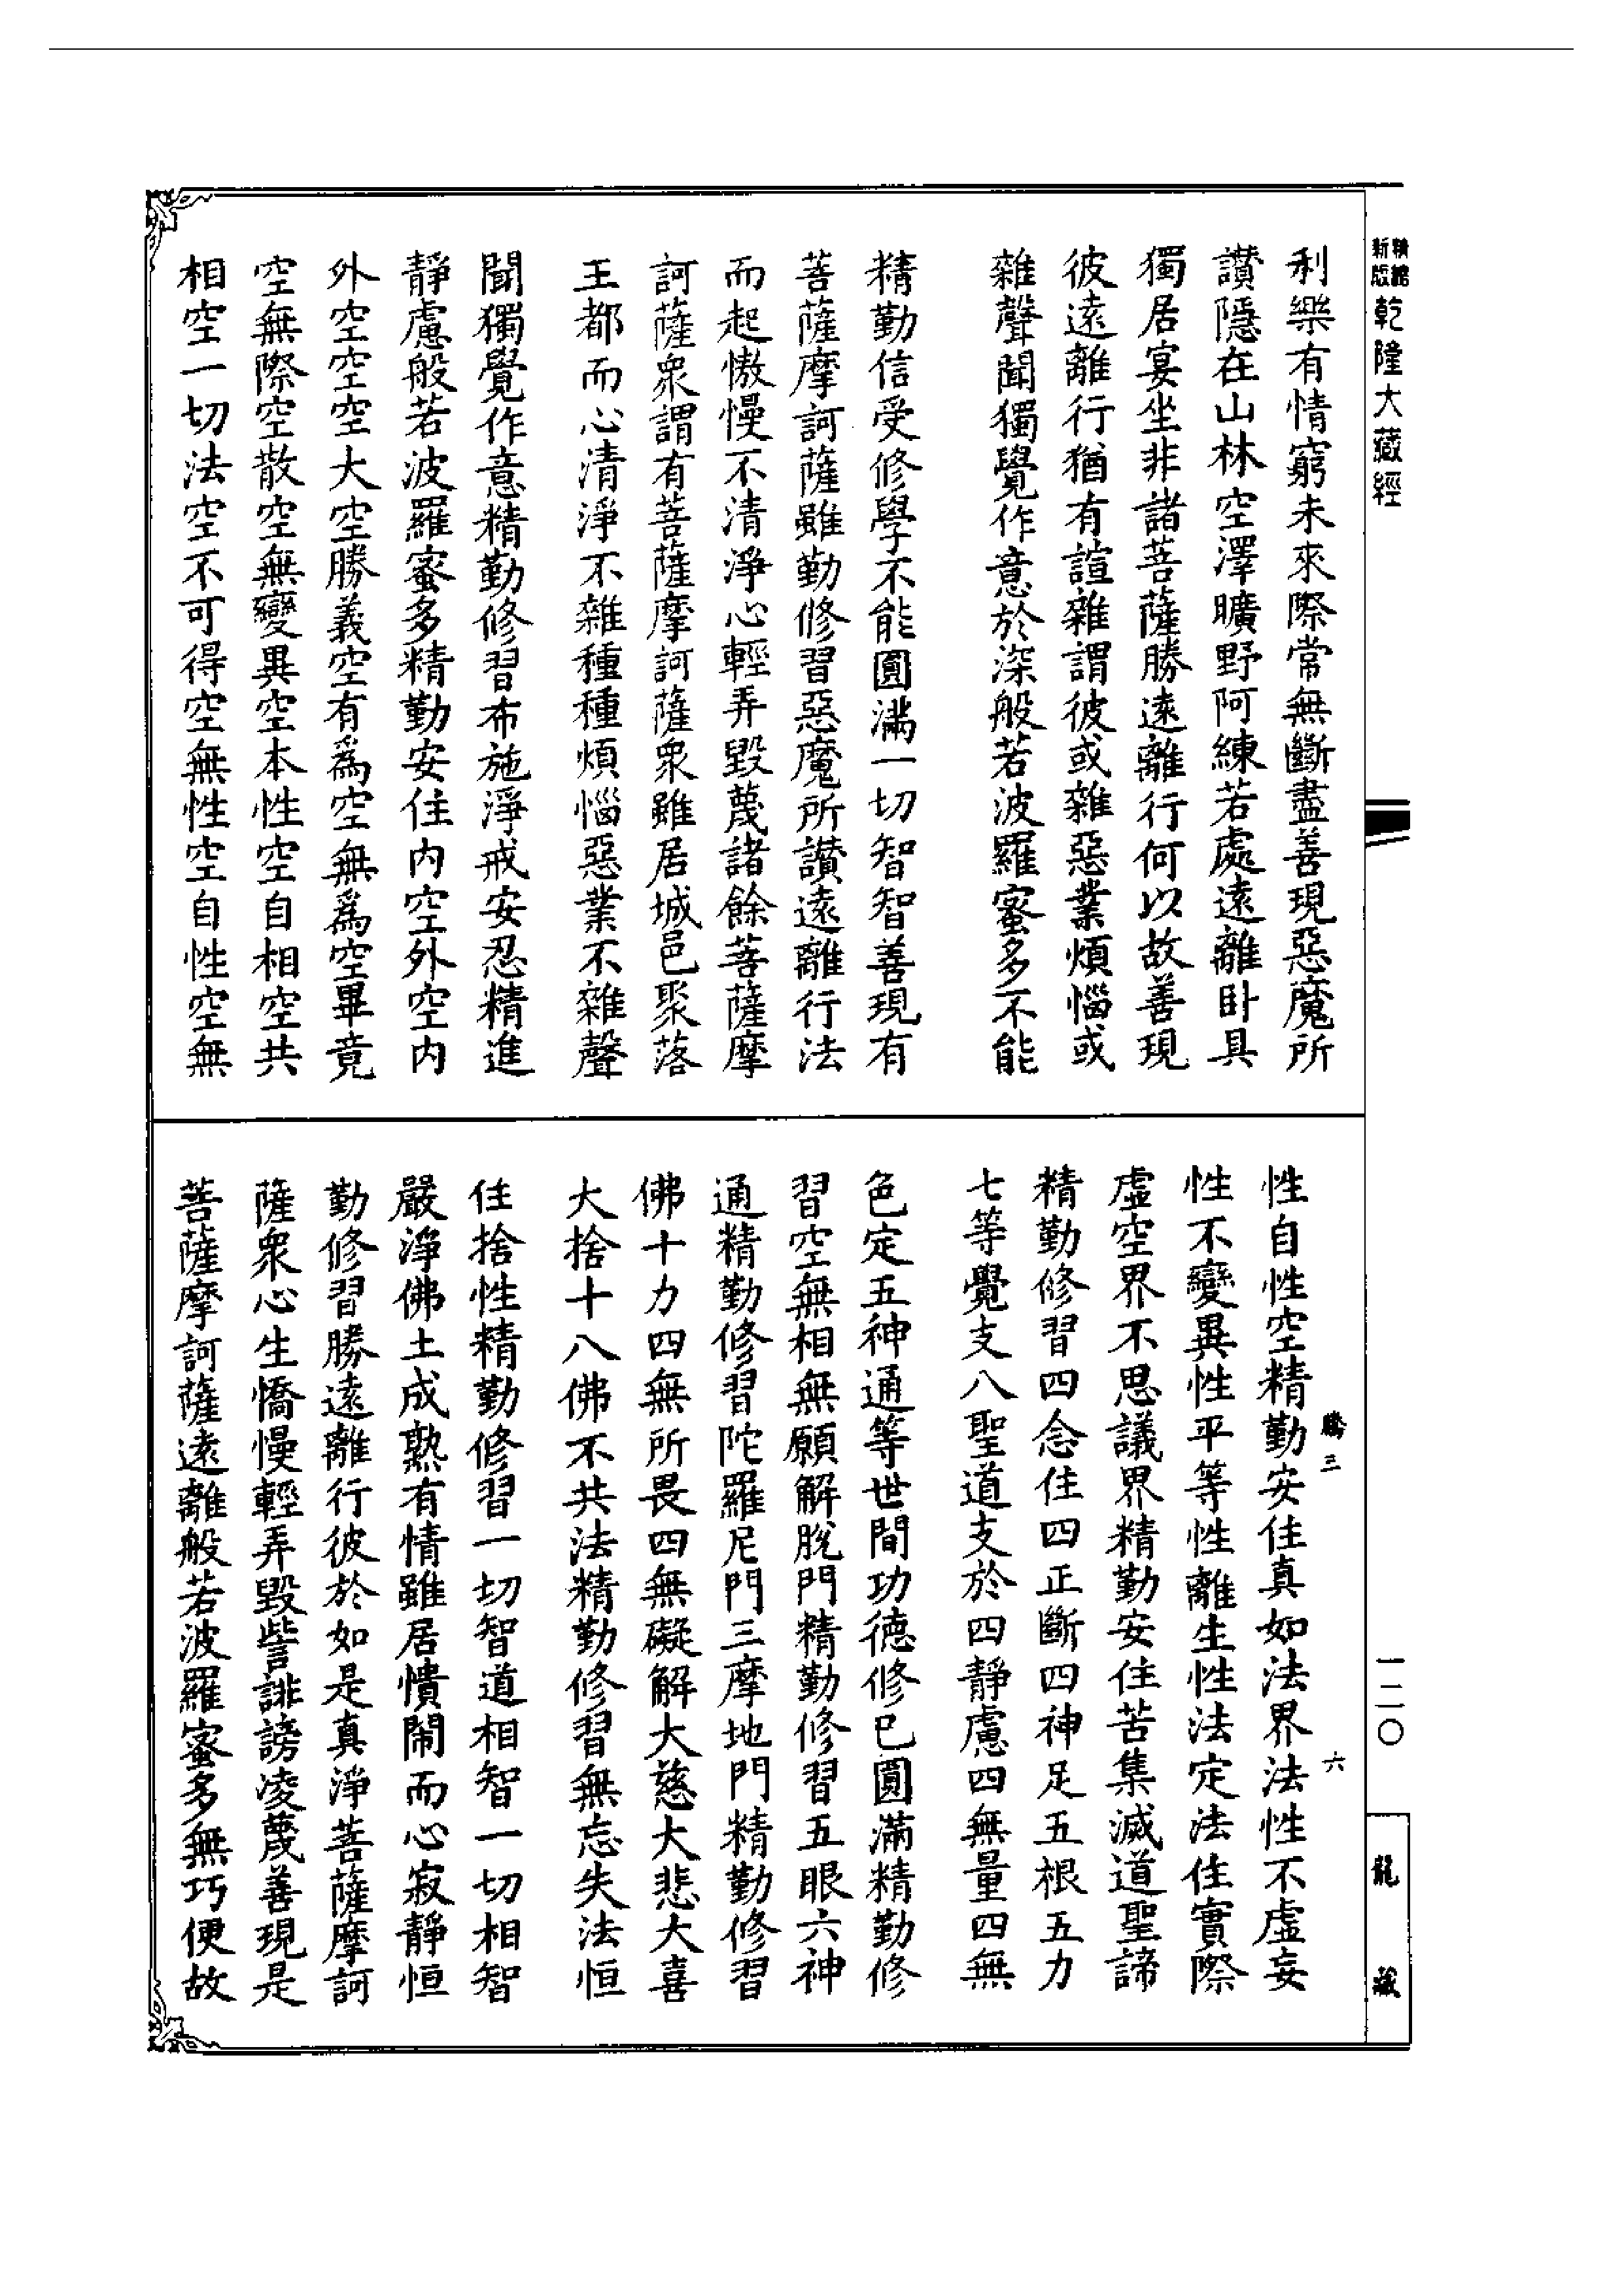 精縮新版
乾隆大藏經
一二〇
龍藏
利樂有情窮未來際常無斷盡善現惡魔所
讚隱在山林空澤曠野阿練若處遠離臥具
獨居宴坐非諸菩薩勝遠離行何以故善現
彼遠離行猶有諠雜謂彼或雜惡業煩惱或
雜聲聞獨覺作意於深般若波羅蜜多不能
精勤信受修學不能圓滿一切智智善現有
菩薩摩訶薩雖勤修習惡魔所讚遠離行法
而起憍慢不清淨心輕弄毀蔑諸餘菩薩摩
訶薩衆謂有菩薩摩訶薩衆雖居城邑聚落
王都而心清淨不雜種種煩惱惡業不雜聲
聞獨覺作意精勤修習布施淨戒安忍精進
靜慮般若波羅蜜多精勤安住內空外空內
外空空空大空勝義空有為空無為空畢竟
空無際空散空無變異空本性空自相空共
相空一切法空不可得空無性空自性空無
性自性空精勤安住真如法界法性不虛妄
性不變異性平等性離生性法定法住實際
虛空界不思議界精勤安住苦集滅道聖諦
精勤修習四念住四正斷四神足五根五力
七等覺支八聖道支於四靜慮四無量四無
色定五神通等世間功德修已圓滿精勤修
習空無相無願解脫門精勤修習五眼六神
通精勤修習陀羅尼門三摩地門精勤修習
佛十力四無所畏四無礙解大慈大悲大喜
大捨十八佛不共法精勤修習無忘失法恒
住捨性精勤修習一切智道相智一切相智
嚴淨佛土成熟有情雖居憒鬧而心寂靜恒
勤修習勝遠離行彼於如是真淨菩薩摩訶
薩衆心生憍慢輕弄毀訾誹謗凌蔑善現是
菩薩摩訶薩遠離般若波羅蜜多無巧便故
騰三
六